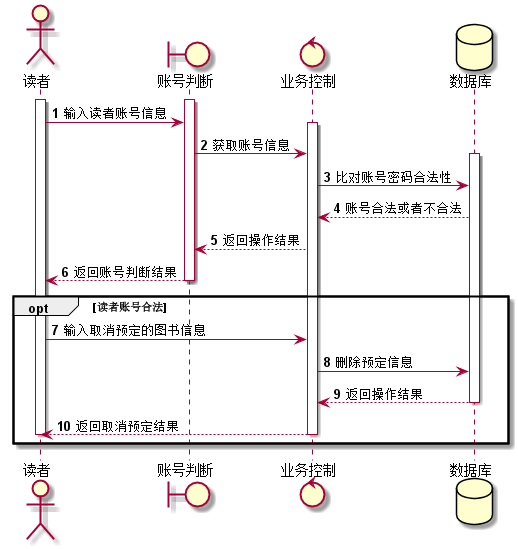 读者 账号判断 业务控制 数据库
1 输入读者账号信息
2 获取账号信息
3 比对账号密码合法性
4 账号合法或者不合法
5 返回操作结果
6 返回账号判断结果
opt [读者账号合法]
7 输入取消预定的图书信息
8 删除预定信息
9 返回操作结果
10 返回取消预定结果
读者 账号判断 业务控制 数据库